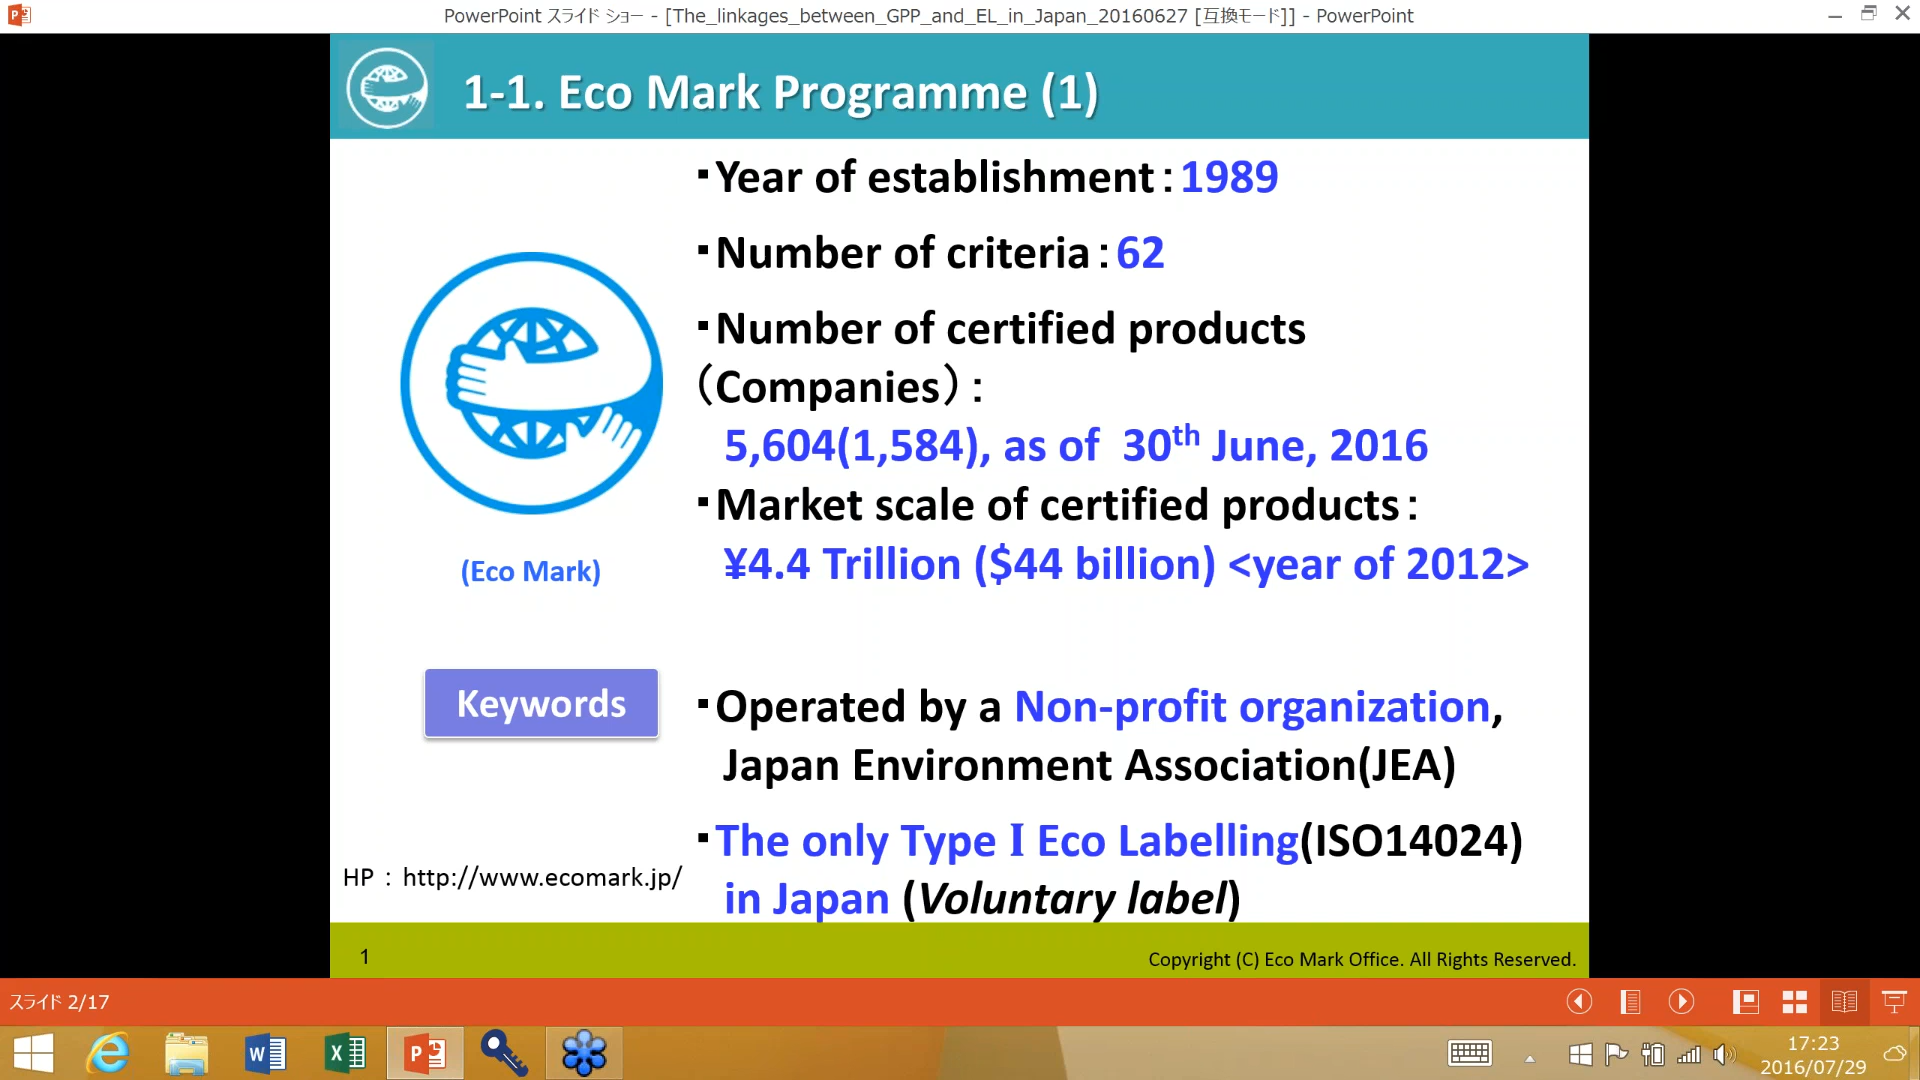 PowerPoint スライド ショー - [The_linkages_between_GPP_and_EL_in_Japan_20160627 [互換モード]] - PowerPoint
1-1. Eco Mark Programme (1)
・Year of establishment：1989
・Number of criteria：62
・Number of certified products
（Companies）：
5,604(1,584), as of 30th June, 2016
・Market scale of certified products：
¥4.4 Trillion ($44 billion) <year of 2012>
(Eco Mark)
Keywords
・Operated by a Non-profit organization,
Japan Environment Association(JEA)
・The only Type Ⅰ Eco Labelling(ISO14024)
in Japan (Voluntary label)
HP：http://www.ecomark.jp/
1
Copyright (C) Eco Mark Office. All Rights Reserved.
スライド 2/17
17:23
2016/07/29